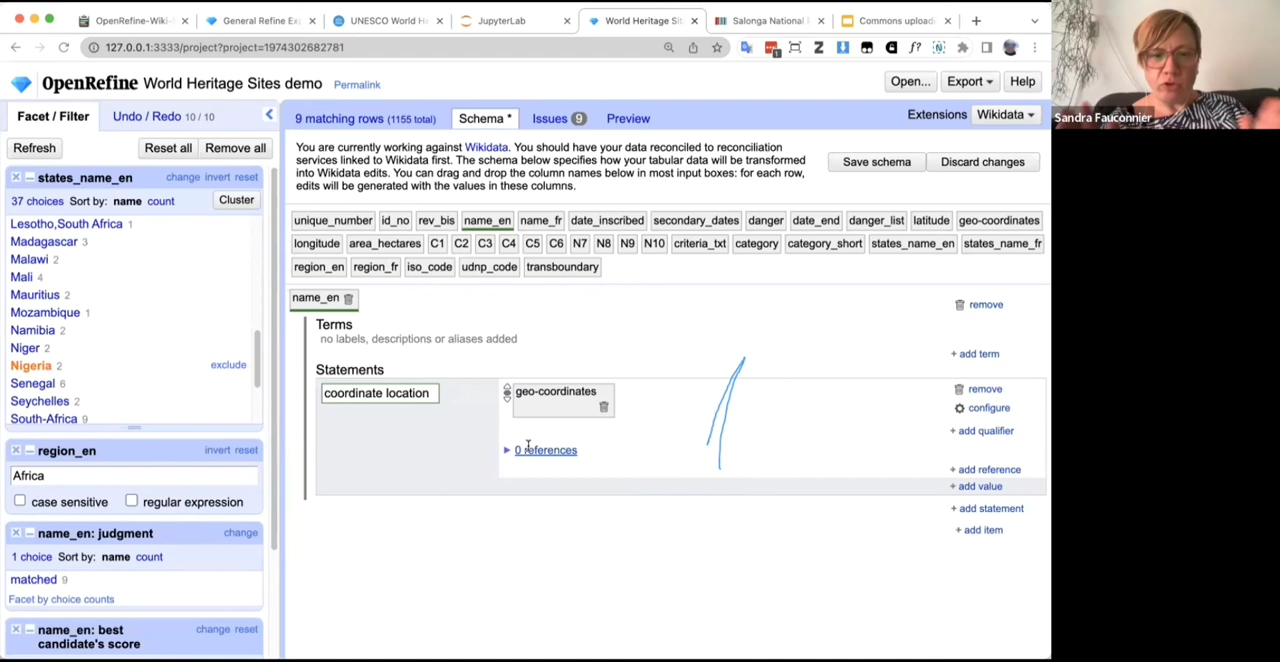 OpenRefine-Wiki-
General Refine Ex
UNESCO World H
JupyterLab
World Heritage Sit
Salonga National
Commons upload
127.0.0.1:3333/project?project=1974302682781
OpenRefine World Heritage Sites demo Permalink
Open... Export Help
Facet / Filter Undo / Redo 10 / 10
9 matching rows (1155 total) Schema * Issues 9 Preview
Extensions Wikidata
Refresh Reset all Remove all
states_name_en change invert reset
37 choices Sort by: name count Cluster
Lesotho,South Africa 1
Madagascar 3
Malawi 2
Mali 4
Mauritius 2
Mozambique 1
Namibia 2
Niger 2
Nigeria 2 exclude
Senegal 6
Seychelles 2
South-Africa 9
region_en invert reset
Africa
case sensitive regular expression
name_en: judgment change
1 choice Sort by: name count
matched 9
Facet by choice counts
name_en: best candidate's score change reset
You are currently working against Wikidata. You should have your data reconciled to reconciliation
services linked to Wikidata first. The schema below specifies how your tabular data will be transformed
into Wikidata edits. You can drag and drop the column names below in most input boxes: for each row,
edits will be generated with the values in these columns.
Save schema Discard changes
unique_number id_no rev_bis name_en name_fr date_inscribed secondary_dates danger date_end danger_list latitude geo-coordinates
longitude area_hectares C1 C2 C3 C4 C5 C6 N7 N8 N9 N10 criteria_txt category category_short states_name_en states_name_fr
region_en region_fr iso_code udnp_code transboundary
name_en
remove
Terms
no labels, descriptions or aliases added
+ add term
Statements
coordinate location geo-coordinates
remove
configure
+ add qualifier
0 references
+ add reference
+ add value
+ add statement
+ add item
Sandra Fauconnier